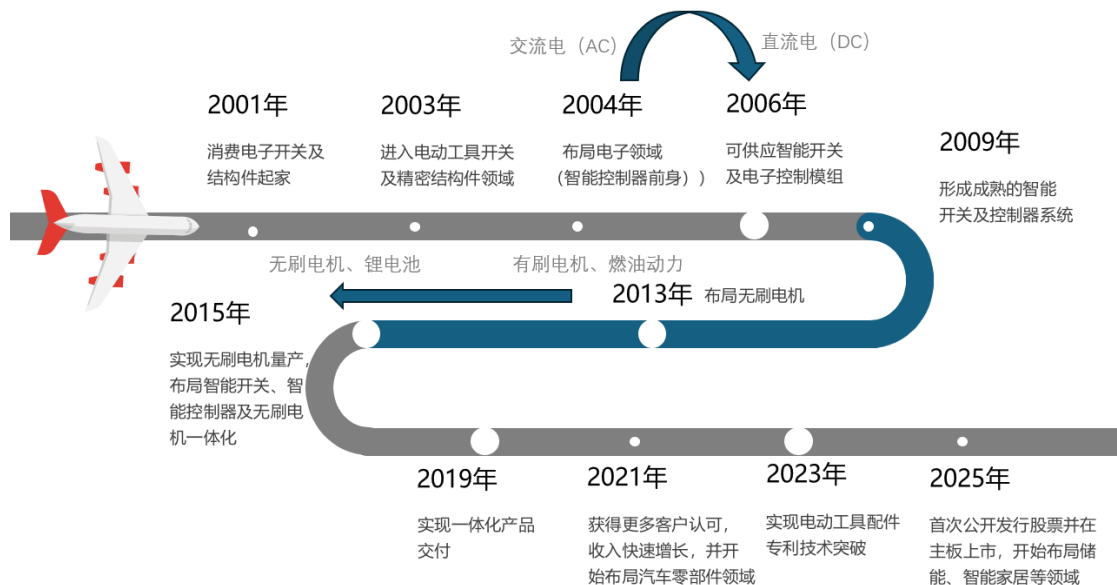 交流电（AC）
直流电（DC）
2001年
消费电子开关及
结构件起家
2003年
进入电动工具开关
及精密结构件领域
2004年
布局电子领域
（智能控制器前身））
2006年
可供应智能开关
及电子控制模组
2009年
形成成熟的智能
开关及控制器系统
无刷电机、锂电池
有刷电机、燃油动力
2013年 布局无刷电机
2015年
实现无刷电机量产，
布局智能开关、智
能控制器及无刷电
机一体化
2019年
实现一体化产品
交付
2021年
获得更多客户认可，
收入快速增长，并开
始布局汽车零部件领域
2023年
实现电动工具配件
专利技术突破
2025年
首次公开发行股票并在
主板上市，开始布局储
能、智能家居等领域